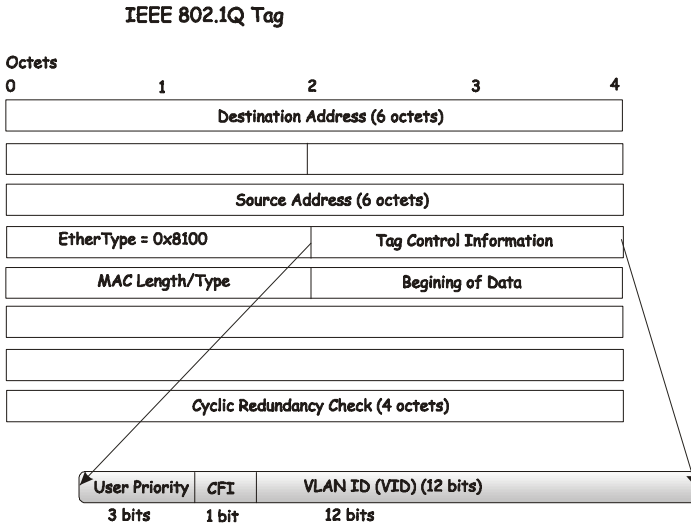 IEEE 802.1Q Tag
Octets
0 1 2 3 4
Destination Address (6 octets)
Source Address (6 octets)
EtherType = 0x8100 Tag Control Information
MAC Length/Type Begining of Data
Cyclic Redundancy Check (4 octets)
User Priority CFI VLAN ID (VID) (12 bits)
3 bits 1 bit 12 bits